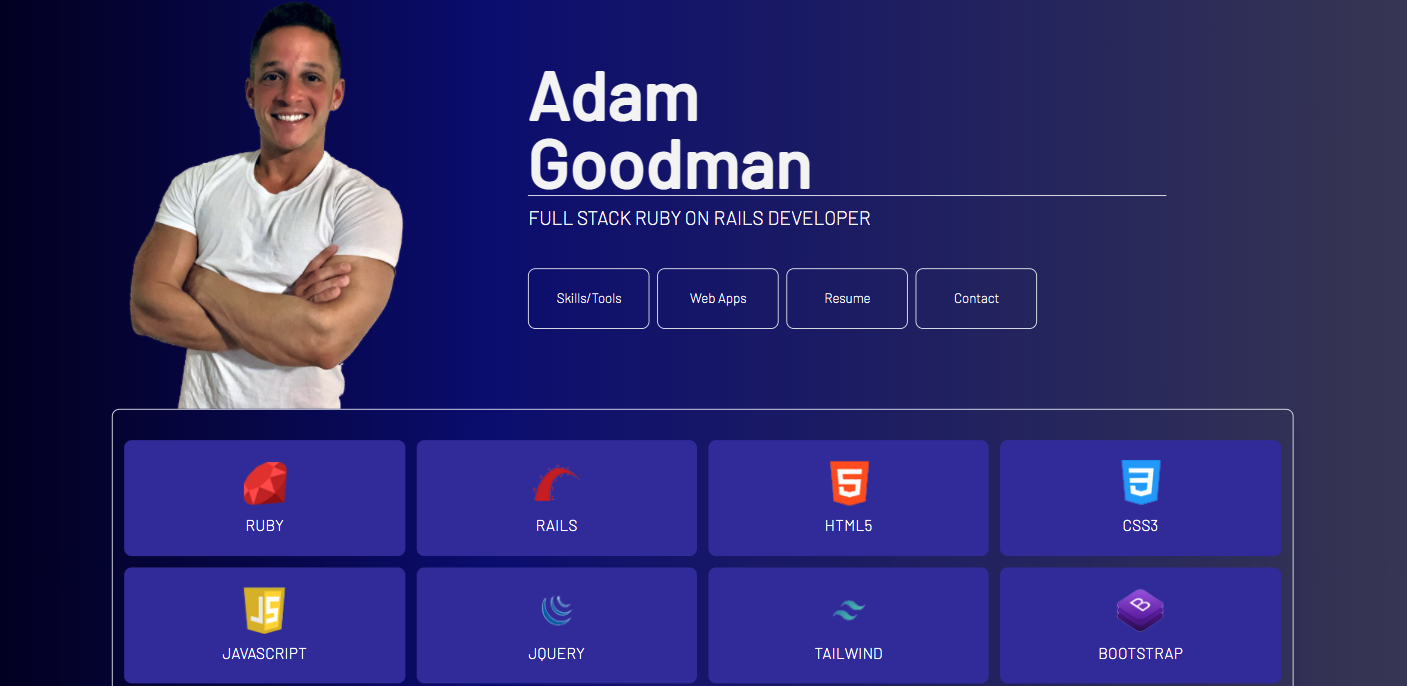 Adam
Goodman
FULL STACK RUBY ON RAILS DEVELOPER
Skills/Tools Web Apps Resume Contact
5 3
RUBY RAILS HTML5 CSS3
JS B
JAVASCRIPT JQUERY TAILWIND BOOTSTRAP